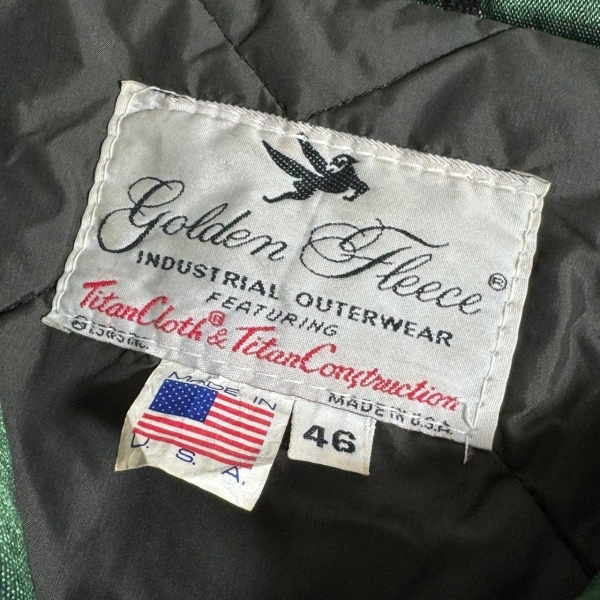 Golden Fleece®
INDUSTRIAL OUTERWEAR
FEATURING
TitanCloth® & TitanConstruction
MADE IN U.S.A.
MADE IN
U. S. A.
46